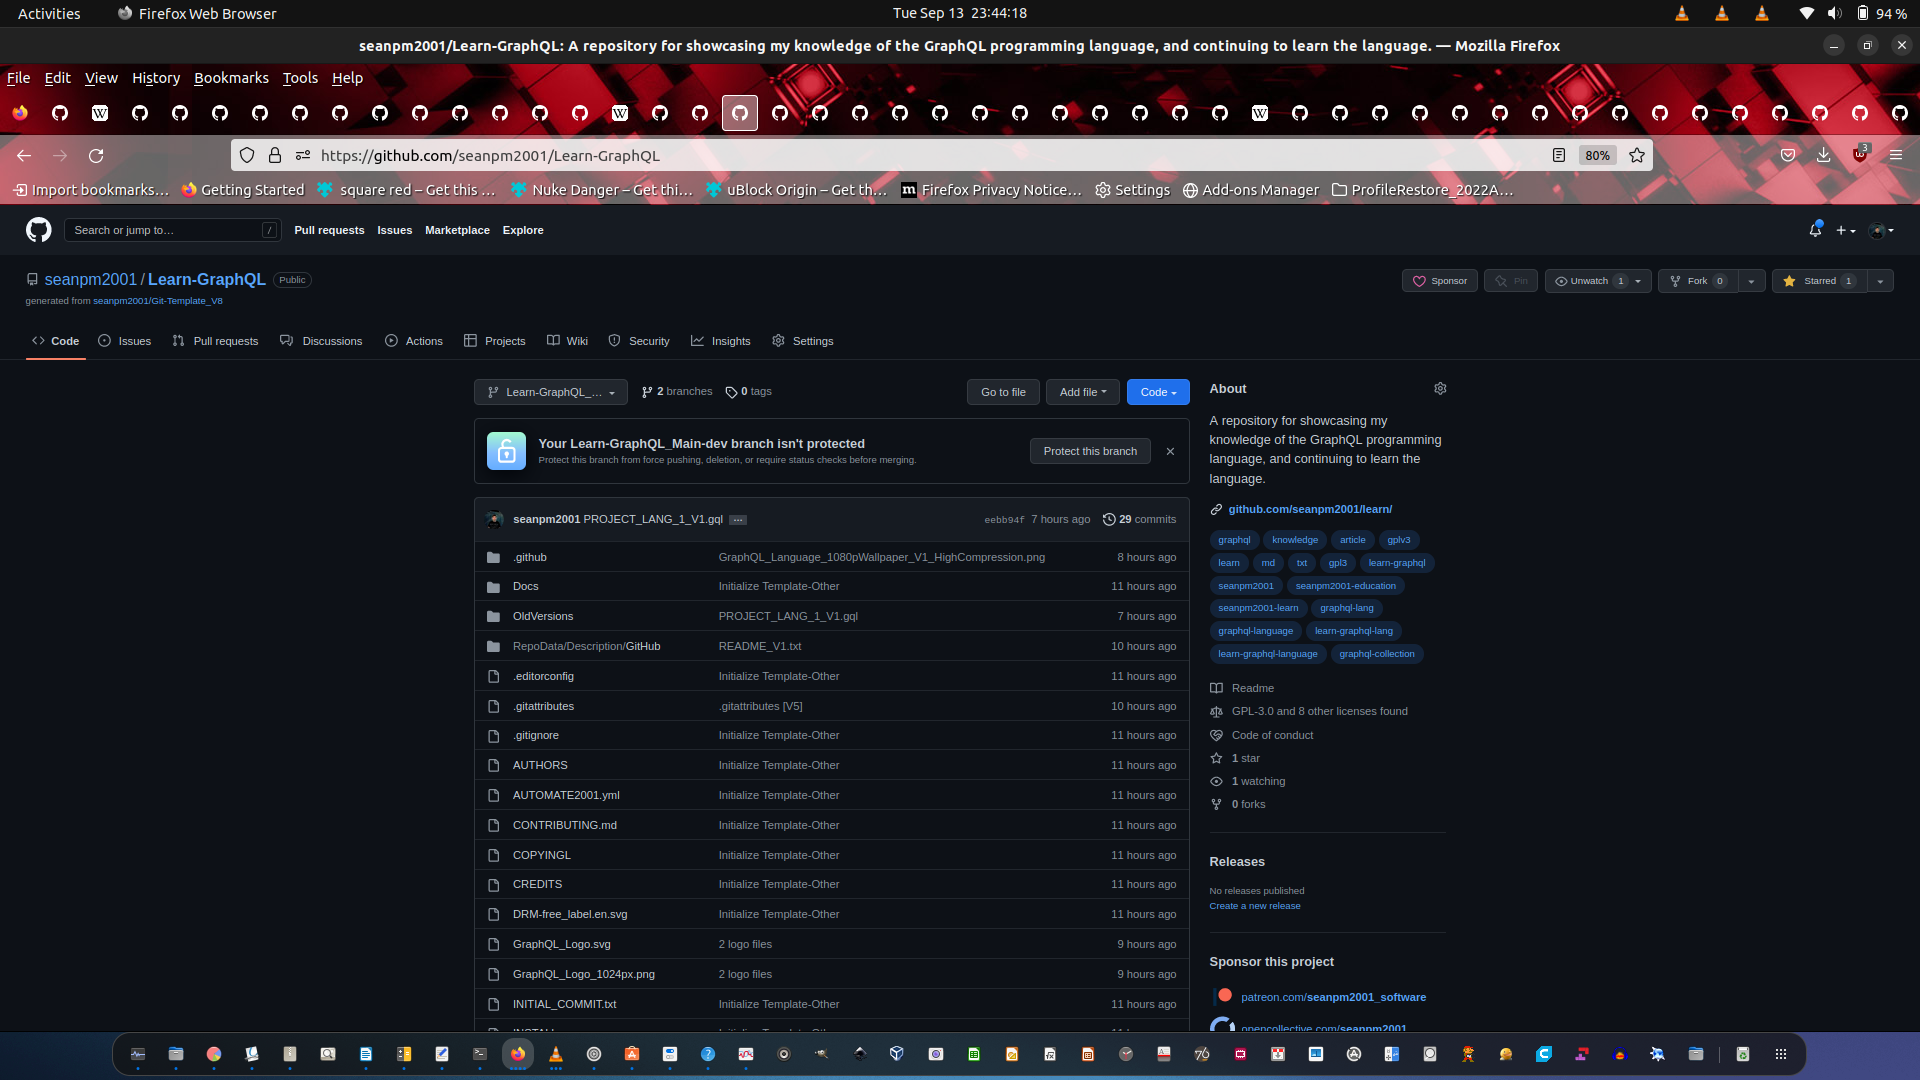 Activities
Firefox Web Browser
Tue Sep 13 23:44:18
94 %
seanpm2001/Learn-GraphQL: A repository for showcasing my knowledge of the GraphQL programming language, and continuing to learn the language. — Mozilla Firefox
File Edit View History Bookmarks Tools Help
https://github.com/seanpm2001/Learn-GraphQL
80%
3
Import bookmarks…
Getting Started
square red – Get this …
Nuke Danger – Get thi…
uBlock Origin – Get th…
Firefox Privacy Notice…
Settings
Add-ons Manager
ProfileRestore_2022A…
Search or jump to…
/
Pull requests
Issues
Marketplace
Explore
seanpm2001 / Learn-GraphQL Public
generated from seanpm2001/Git-Template_V8
Sponsor
Pin
Unwatch 1
Fork 0
Starred 1
Code
Issues
Pull requests
Discussions
Actions
Projects
Wiki
Security
Insights
Settings
Learn-GraphQL_…
2 branches
0 tags
Go to file
Add file
Code
Your Learn-GraphQL_Main-dev branch isn't protected
Protect this branch from force pushing, deletion, or require status checks before merging.
Protect this branch
seanpm2001 PROJECT_LANG_1_V1.gql … eebb94f 7 hours ago 29 commits
.github GraphQL_Language_1080pWallpaper_V1_HighCompression.png 8 hours ago
Docs Initialize Template-Other 11 hours ago
OldVersions PROJECT_LANG_1_V1.gql 7 hours ago
RepoData/Description/GitHub README_V1.txt 10 hours ago
.editorconfig Initialize Template-Other 11 hours ago
.gitattributes .gitattributes [V5] 10 hours ago
.gitignore Initialize Template-Other 11 hours ago
AUTHORS Initialize Template-Other 11 hours ago
AUTOMATE2001.yml Initialize Template-Other 11 hours ago
CONTRIBUTING.md Initialize Template-Other 11 hours ago
COPYINGL Initialize Template-Other 11 hours ago
CREDITS Initialize Template-Other 11 hours ago
DRM-free_label.en.svg Initialize Template-Other 11 hours ago
GraphQL_Logo.svg 2 logo files 9 hours ago
GraphQL_Logo_1024px.png 2 logo files 9 hours ago
INITIAL_COMMIT.txt Initialize Template-Other 11 hours ago
About
A repository for showcasing my
knowledge of the GraphQL programming
language, and continuing to learn the
language.
github.com/seanpm2001/learn/
graphql knowledge article gplv3
learn md txt gpl3 learn-graphql
seanpm2001 seanpm2001-education
seanpm2001-learn graphql-lang
graphql-language learn-graphql-lang
learn-graphql-language graphql-collection
Readme
GPL-3.0 and 8 other licenses found
Code of conduct
1 star
1 watching
0 forks
Releases
No releases published
Create a new release
Sponsor this project
patreon.com/seanpm2001_software
opencollective.com/seanpm2001